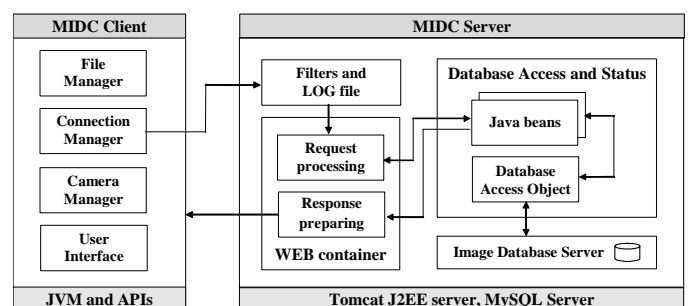 MIDC Client
File
Manager
Connection
Manager
Camera
Manager
User
Interface
JVM and APIs
MIDC Server
Filters and
LOG file
Request
processing
Response
preparing
WEB container
Database Access and Status
Java beans
Database
Access Object
Image Database Server
Tomcat J2EE server, MySQL Server